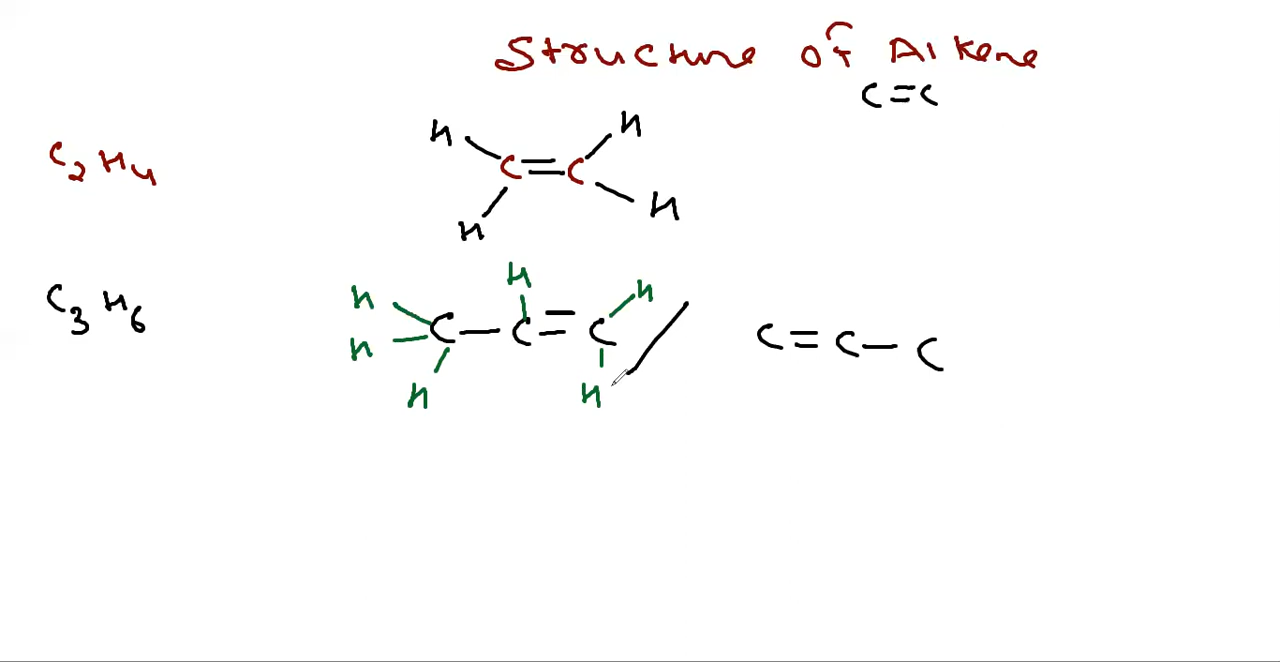 Structure of Alkene
C=C
C2H4
H H
C=C
H H
C3H6
H H H
C—C=C C=C—C
H
H H